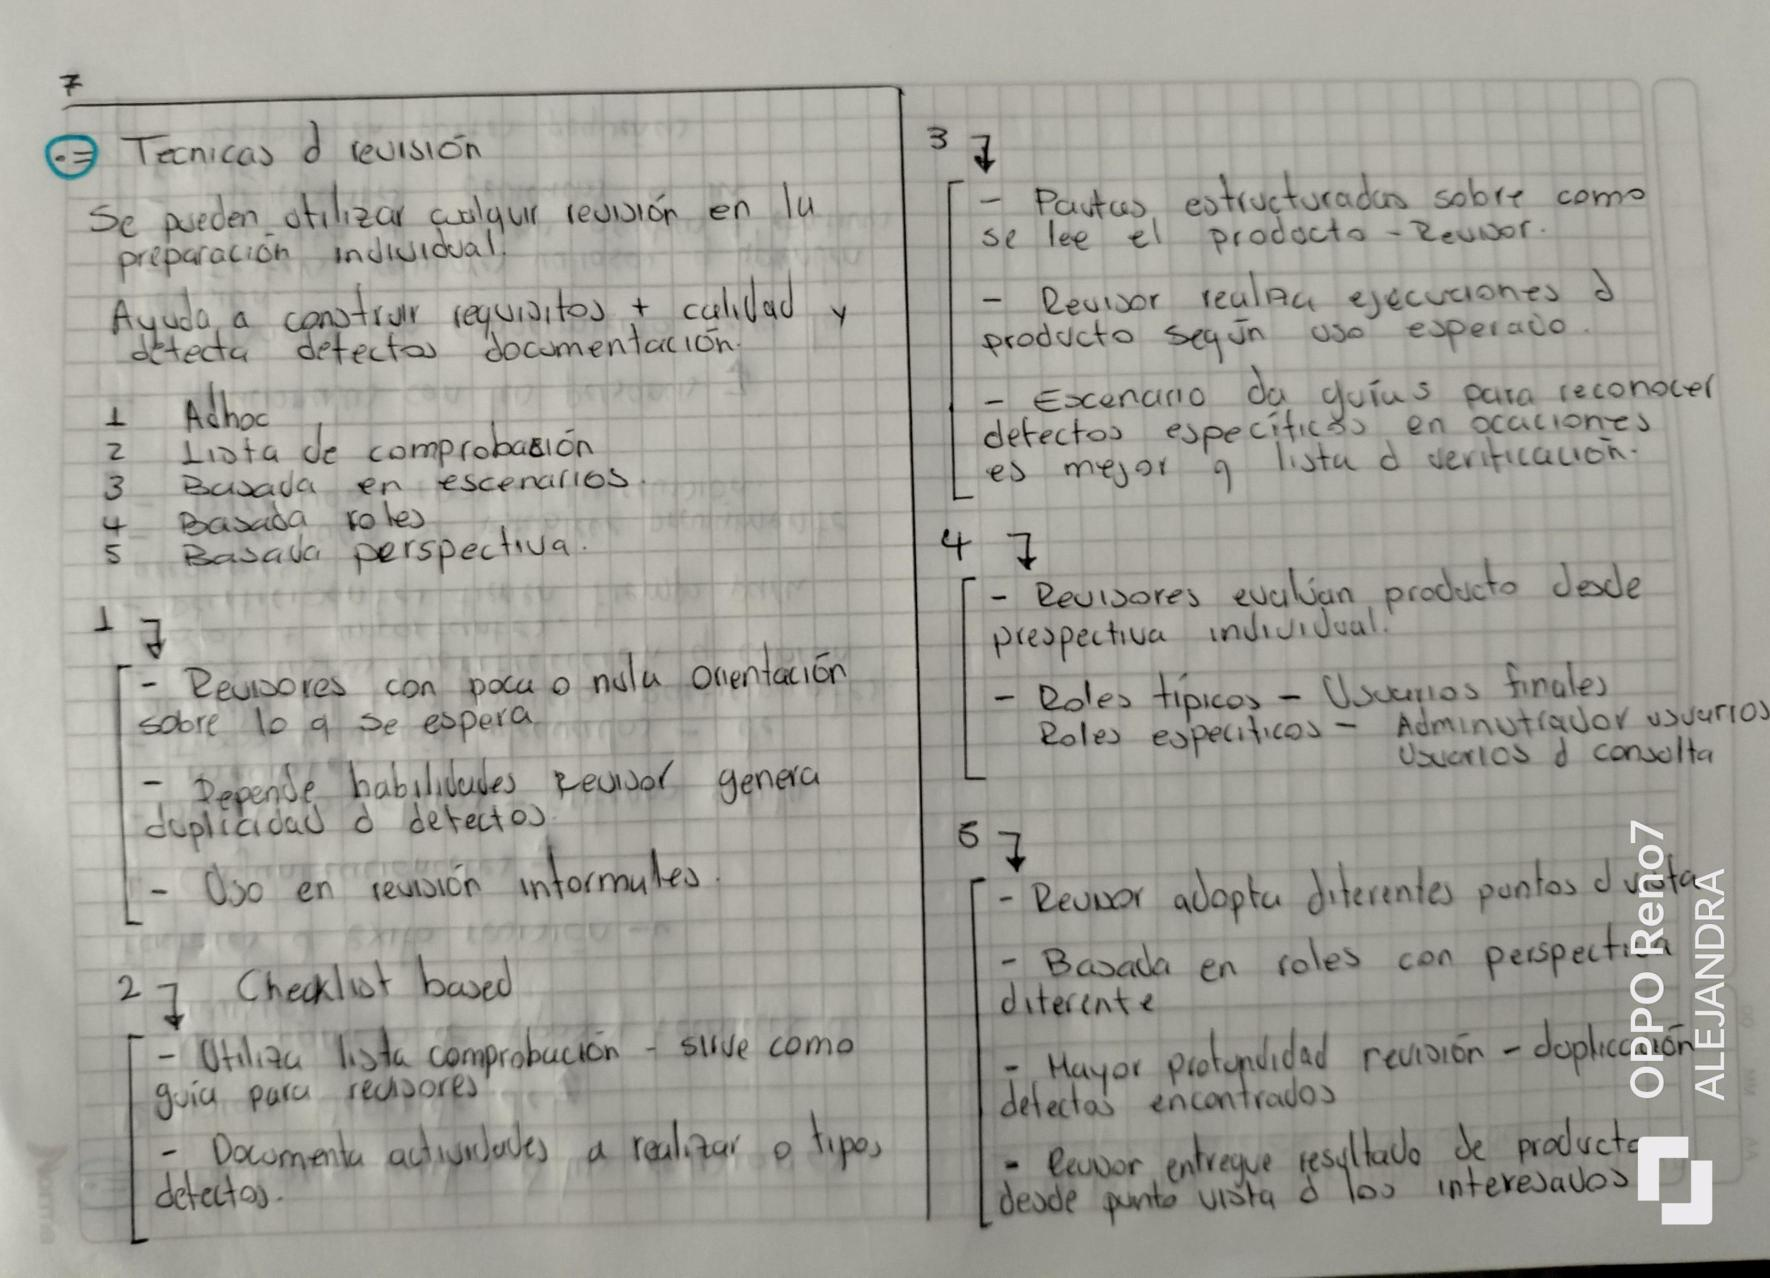 7
Tecnicas d revisión
Se pueden utilizar cualquir revisión en la
preparación individual.
Ayuda a construir requisitos + calidad y
detecta defectos documentación.
1 Adhoc
2 Lista de comprobación
3 Basada en escenarios.
4 Basada roles
5 Basada perspectiva.
1
- Revisores con poca o nula orientación
sobre lo q se espera
- Depende habilidades Revisor genera
duplicidad d defectos
- Uso en revisión informales.
2 Checklist based
- Utiliza lista comprobación - sirve como
guía para revisores
- Documenta actividades a realizar o tipos
defectos.
3
- Pautas estructuradas sobre como
se lee el producto - Revisor.
- Revisor realiza ejecuciones d
producto según uso esperado.
- Escenario da guías para reconocer
defectos específicos en ocaciones
es mejor q lista d verificación.
4
- Revisores evalúan producto desde
prespectiva individual.
- Roles típicos - Usuarios finales
Roles especificos - Administrador usuarios
Usuarios d consulta
5
- Revisor adopta diferentes puntos d vista
- Basada en roles con perspectiva
diferente
- Mayor profundidad revisión - duplicación
defectos encontrados
- Revisor entregue resultado de producto
desde punto vista d los interesados
OPPO Reno7
ALEJANDRA
Norma